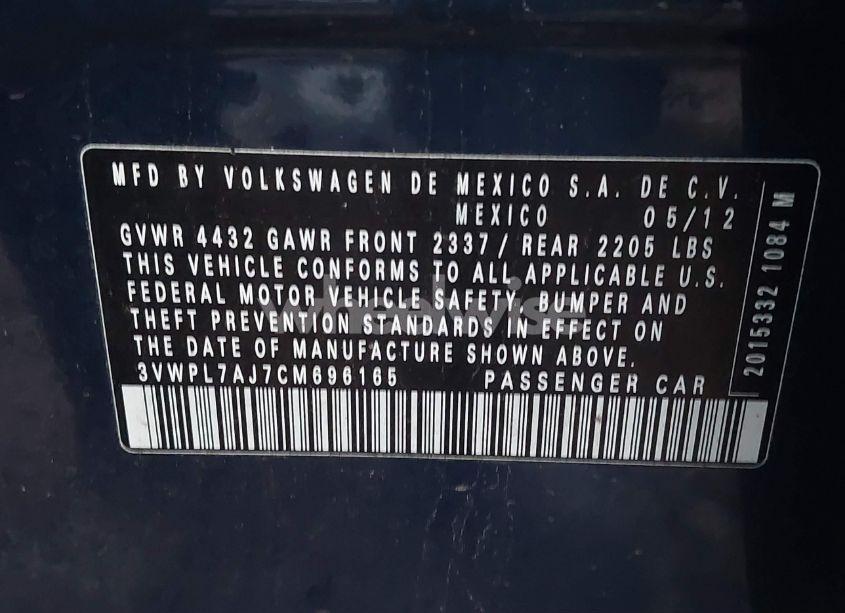 MFD BY VOLKSWAGEN DE MEXICO S.A. DE C.V.
MEXICO 05/12
GVWR 4432 GAWR FRONT 2337/ REAR 2205 LBS
THIS VEHICLE CONFORMS TO ALL APPLICABLE U.S.
FEDERAL MOTOR VEHICLE SAFETY, BUMPER AND
THEFT PREVENTION STANDARDS IN EFFECT ON
THE DATE OF MANUFACTURE SHOWN ABOVE.
3VWPL7AJ7CM696165 PASSENGER CAR
2015332 1084 M
wheelwise